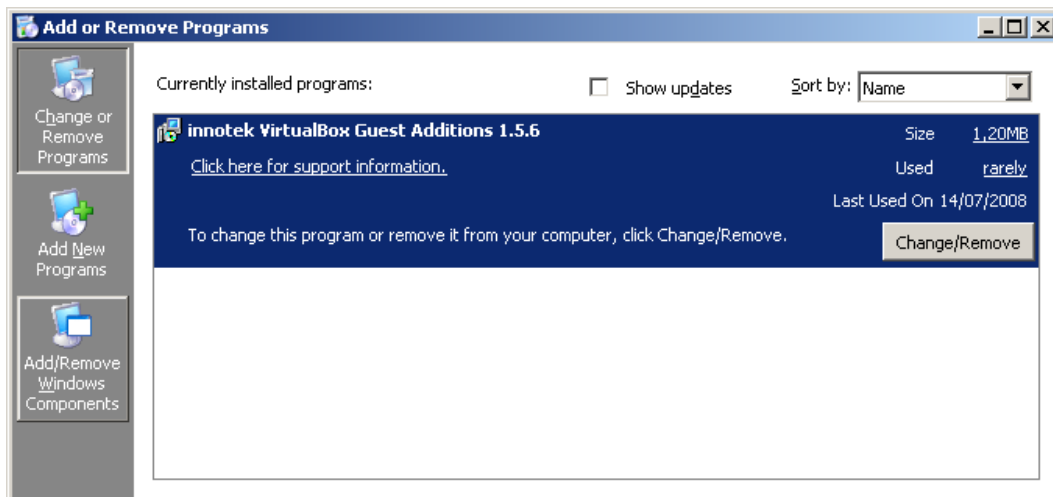 Add or Remove Programs
Change or
Remove
Programs
Add New
Programs
Add/Remove
Windows
Components
Currently installed programs:
Show updates
Sort by: Name
innotek VirtualBox Guest Additions 1.5.6
Size 1,20MB
Click here for support information.
Used rarely
Last Used On 14/07/2008
To change this program or remove it from your computer, click Change/Remove.
Change/Remove